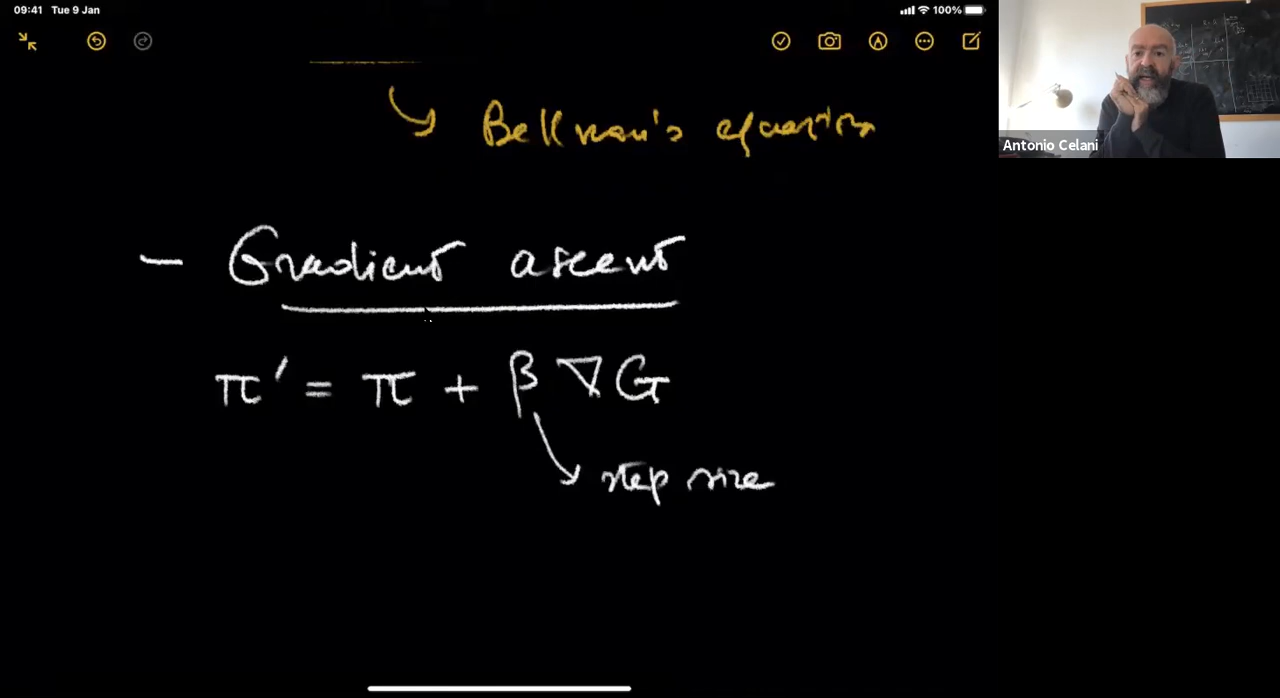 09:41 Tue 9 Jan 100%
Antonio Celani
Bellman's equation
- Gradient ascent
π' = π + β ∇G
step size